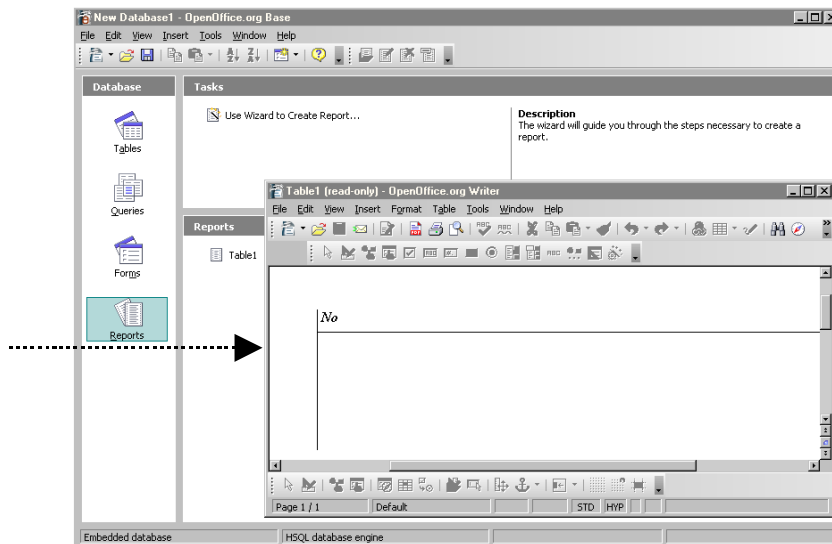 New Database1 - OpenOffice.org Base
File Edit View Insert Tools Window Help
Database
Tasks
Use Wizard to Create Report...
Description
The wizard will guide you through the steps necessary to create a
report.
Tables
Queries
Forms
Reports
Reports
Table1
Table1 (read-only) - OpenOffice.org Writer
File Edit View Insert Format Table Tools Window Help
No
Page 1 / 1 Default STD HYP
Embedded database HSQL database engine